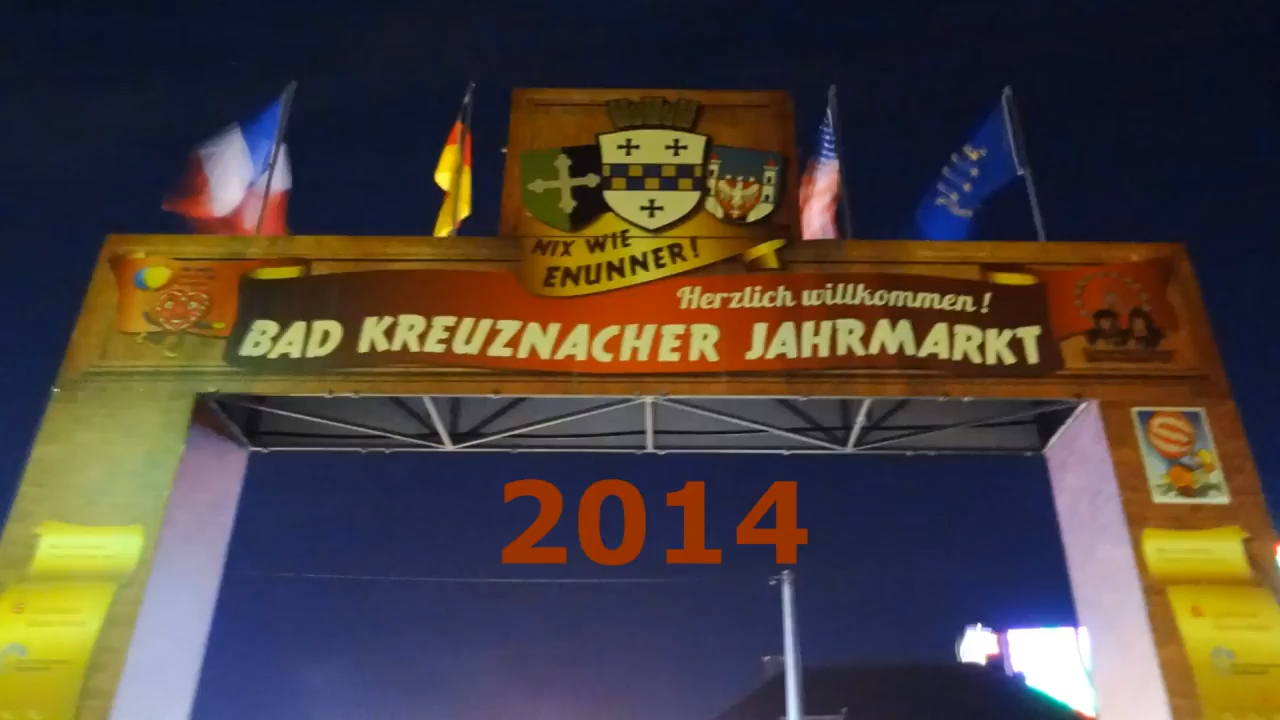 NIX WIE
ENUNNER!
Herzlich willkommen!
BAD KREUZNACHER JAHRMARKT
2014